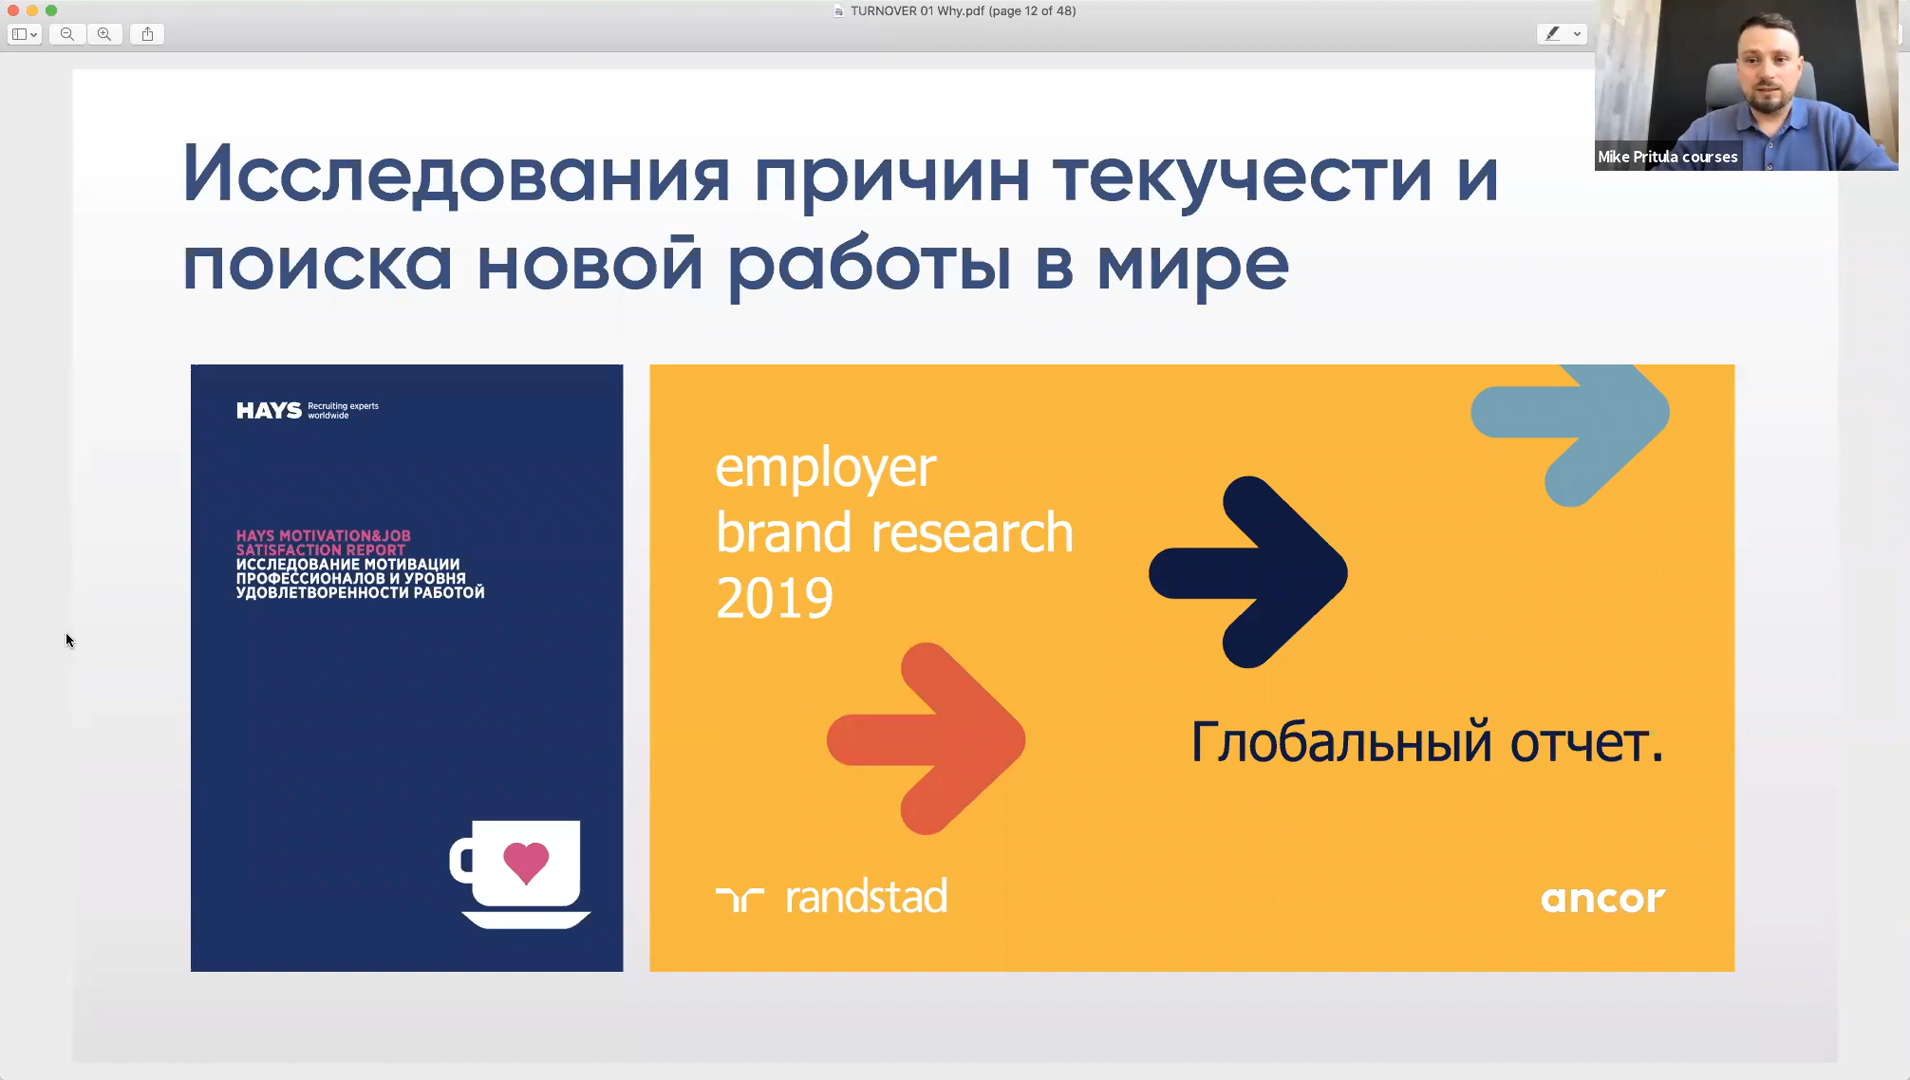 TURNOVER 01 Why.pdf (page 12 of 48)
Mike Pritula courses
Исследования причин текучести и
поиска новой работы в мире
HAYS Recruiting experts
worldwide
HAYS MOTIVATION&JOB
SATISFACTION REPORT
ИССЛЕДОВАНИЕ МОТИВАЦИИ
ПРОФЕССИОНАЛОВ И УРОВНЯ
УДОВЛЕТВОРЕННОСТИ РАБОТОЙ
employer
brand research
2019
Глобальный отчет.
randstad
ancor